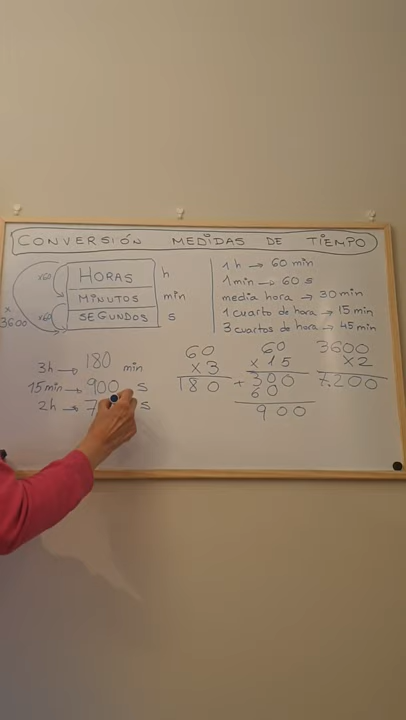 CONVERSIÓN MEDIDAS DE TIEMPO
x60 HORAS h
MINUTOS min
x60 SEGUNDOS s
x
3600
1 h → 60 min
1 min → 60 s
media hora → 30 min
1 cuarto de hora → 15 min
3 cuartos de hora → 45 min
3h → 180 min
15 min → 900 s
2h → 7 s
60
x 3
180
60
x 15
300
+ 60
900
3600
x 2
7.200